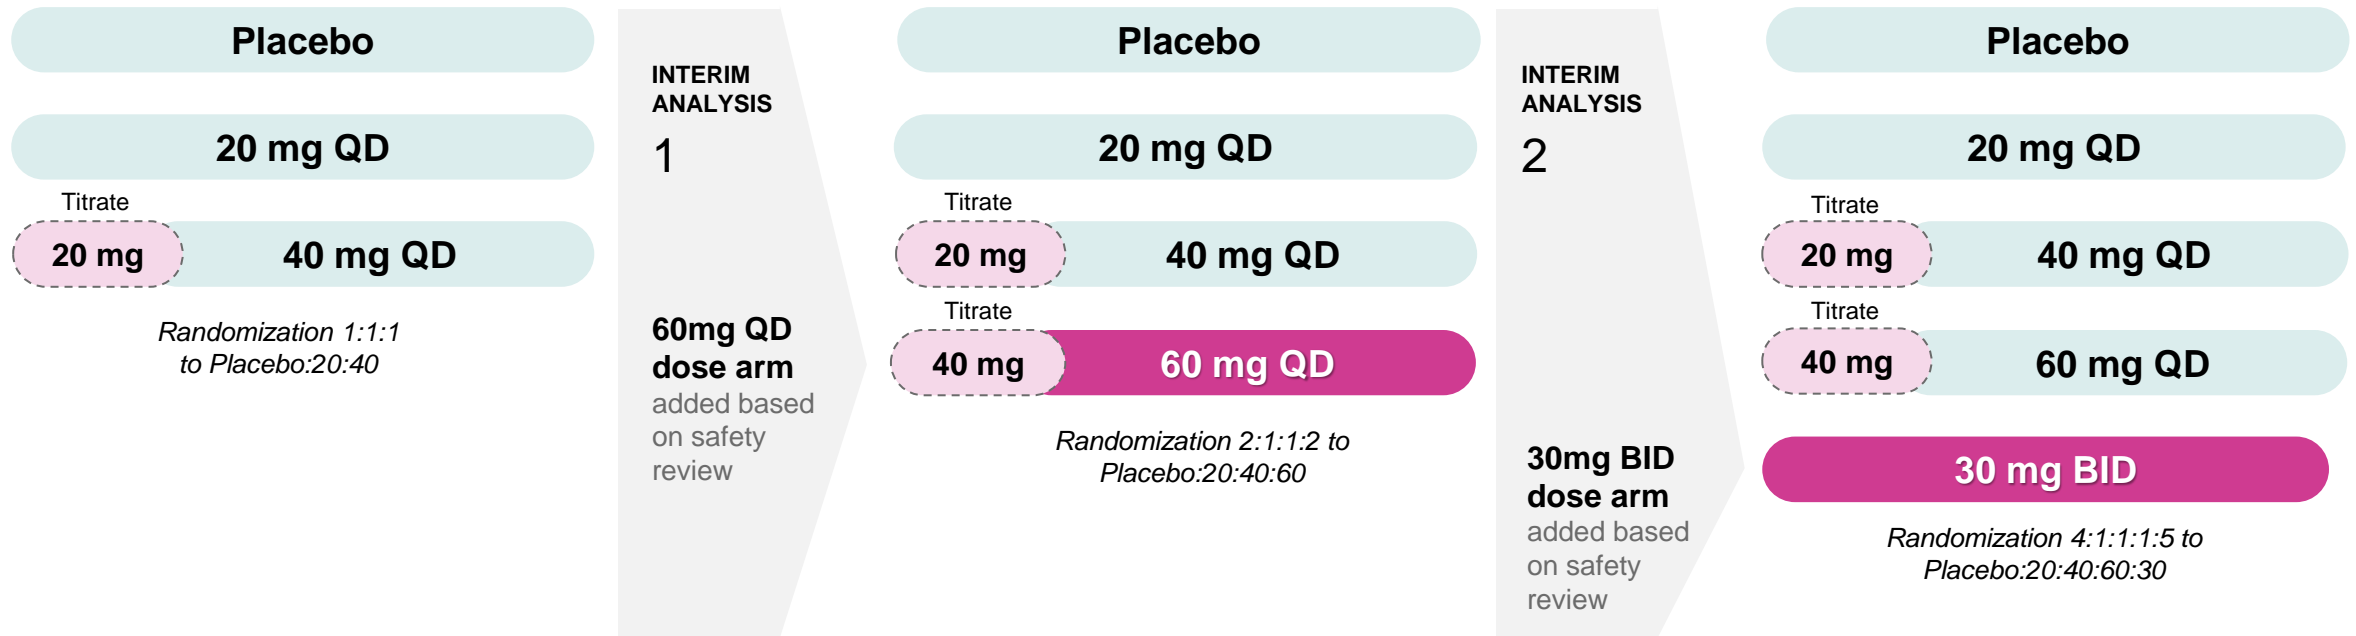 Placebo
20 mg QD
Titrate
20 mg
40 mg QD
Randomization 1:1:1
to Placebo:20:40
INTERIM
ANALYSIS
1
60mg QD
dose arm
added based
on safety
review
Placebo
20 mg QD
Titrate
20 mg
40 mg QD
Titrate
40 mg
60 mg QD
Randomization 2:1:1:2 to
Placebo:20:40:60
INTERIM
ANALYSIS
2
30mg BID
dose arm
added based
on safety
review
Placebo
20 mg QD
Titrate
20 mg
40 mg QD
Titrate
40 mg
60 mg QD
30 mg BID
Randomization 4:1:1:1:5 to
Placebo:20:40:60:30